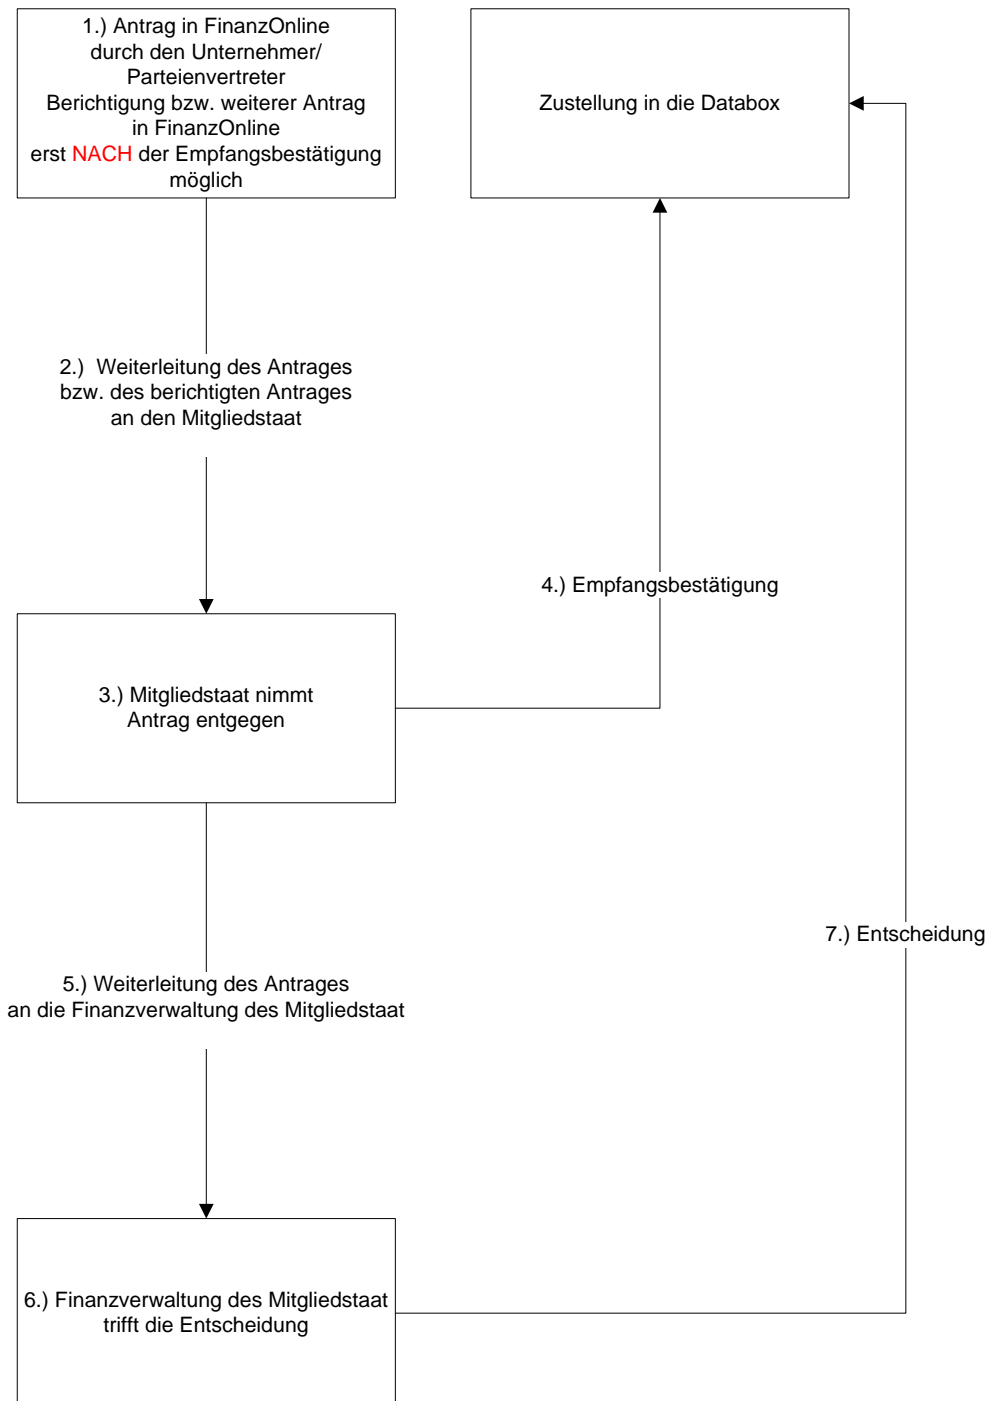 1.) Antrag in FinanzOnline
durch den Unternehmer/
Parteienvertreter
Berichtigung bzw. weiterer Antrag
in FinanzOnline
erst NACH der Empfangsbestätigung
möglich
Zustellung in die Databox
2.) Weiterleitung des Antrages
bzw. des berichtigten Antrages
an den Mitgliedstaat
4.) Empfangsbestätigung
3.) Mitgliedstaat nimmt
Antrag entgegen
7.) Entscheidung
5.) Weiterleitung des Antrages
an die Finanzverwaltung des Mitgliedstaat
6.) Finanzverwaltung des Mitgliedstaat
trifft die Entscheidung